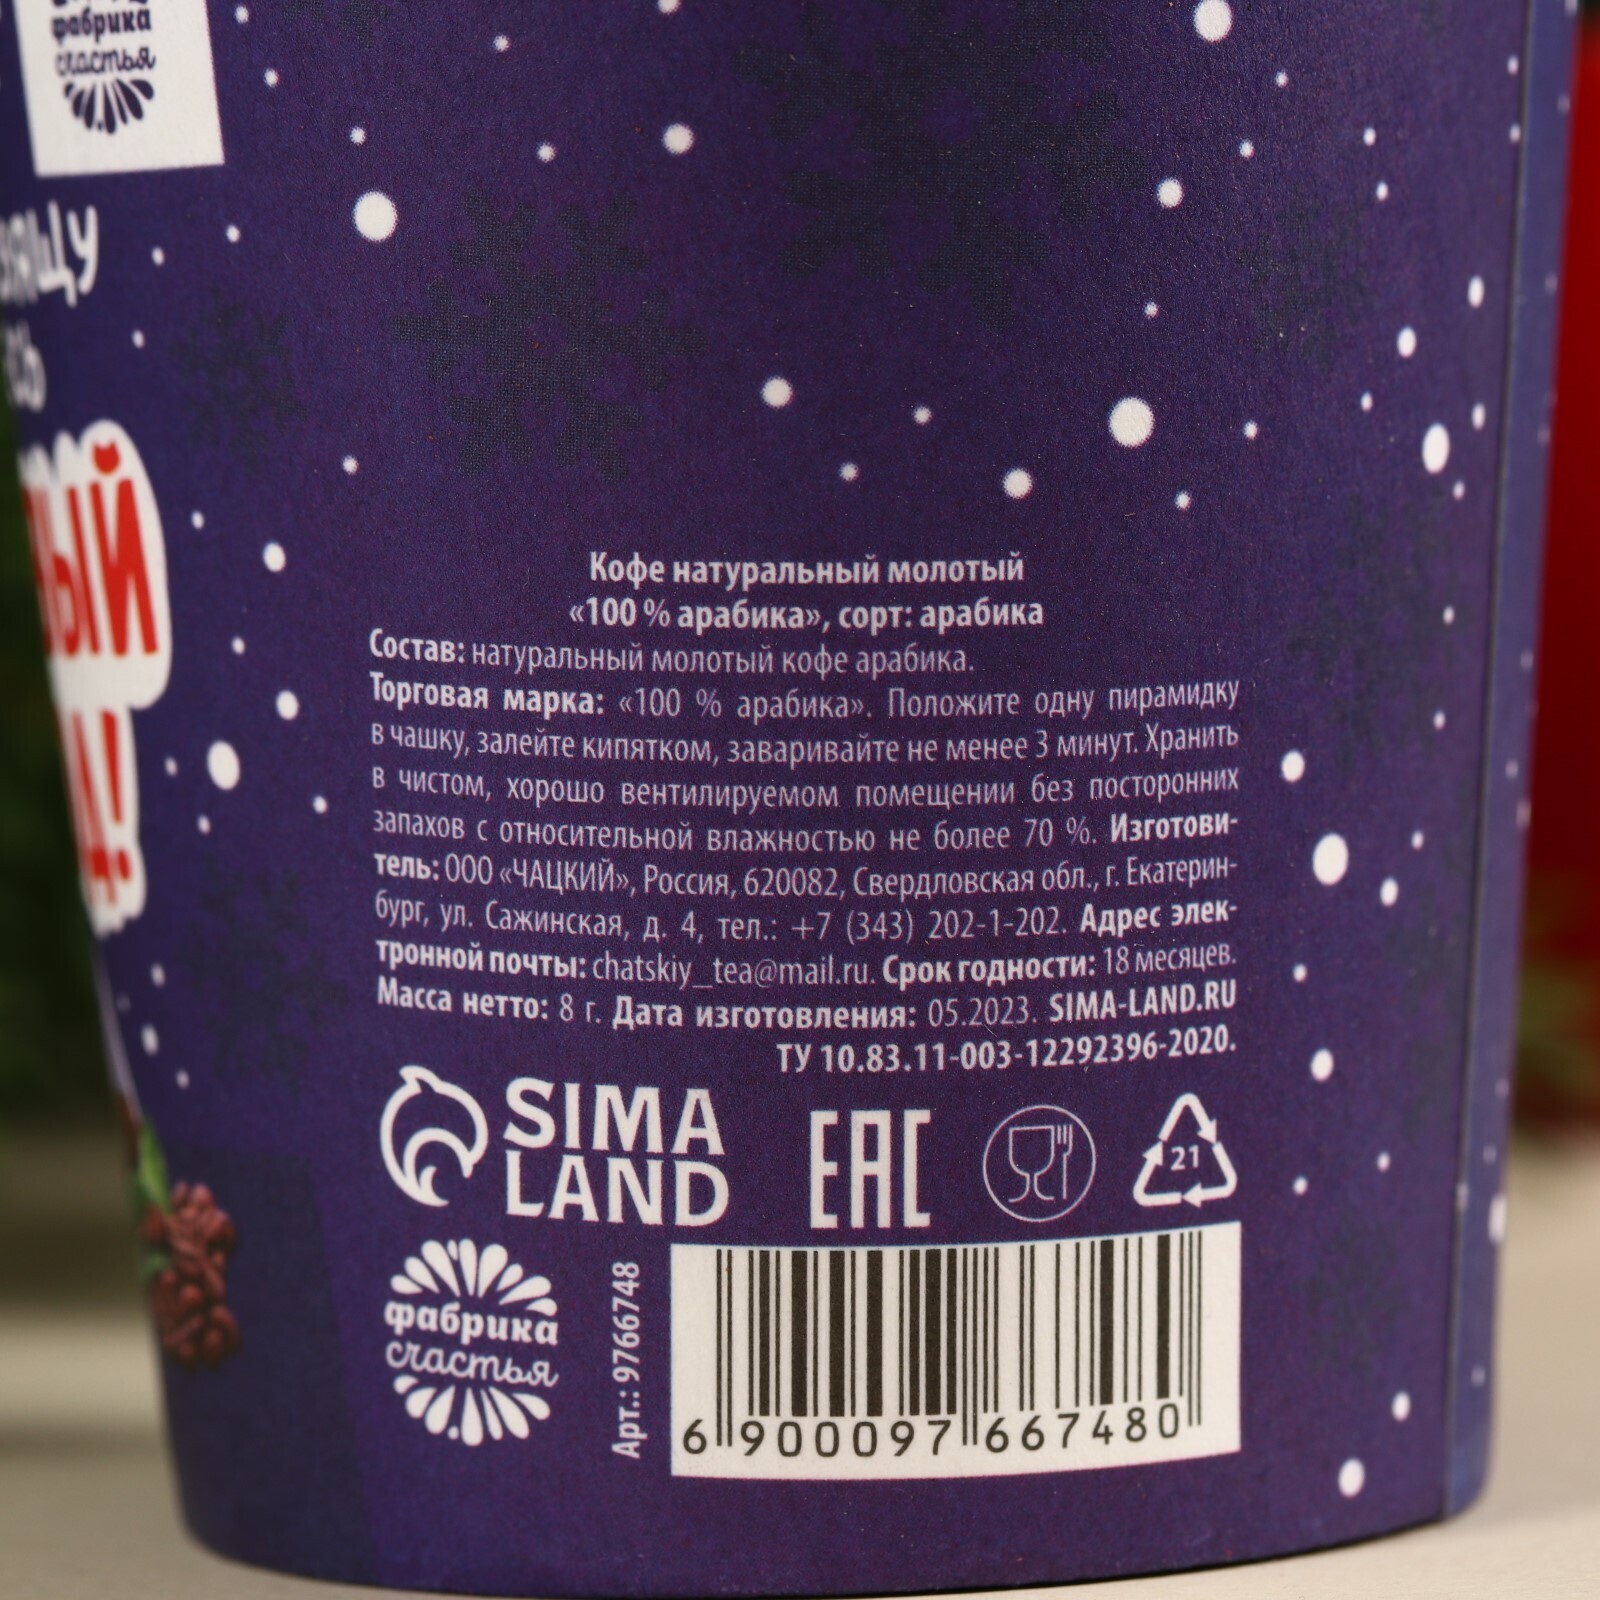 фабрика
счастья
Кофе натуральный молотый
«100 % арабика», сорт: арабика
Состав: натуральный молотый кофе арабика.
Торговая марка: «100 % арабика». Положите одну пирамидку
в чашку, залейте кипятком, заваривайте не менее 3 минут. Хранить
в чистом, хорошо вентилируемом помещении без посторонних
запахов с относительной влажностью не более 70 %. Изготови-
тель: ООО «ЧАЦКИЙ», Россия, 620082, Свердловская обл., г. Екатерин-
бург, ул. Сажинская, д. 4, тел.: +7 (343) 202-1-202. Адрес элек-
тронной почты: chatskiy_tea@mail.ru. Срок годности: 18 месяцев.
Масса нетто: 8 г. Дата изготовления: 05.2023. SIMA-LAND.RU
ТУ 10.83.11-003-12292396-2020.
SIMA
LAND
ЕАС
21
фабрика
счастья
Арт.: 9766748
6 900097 667480